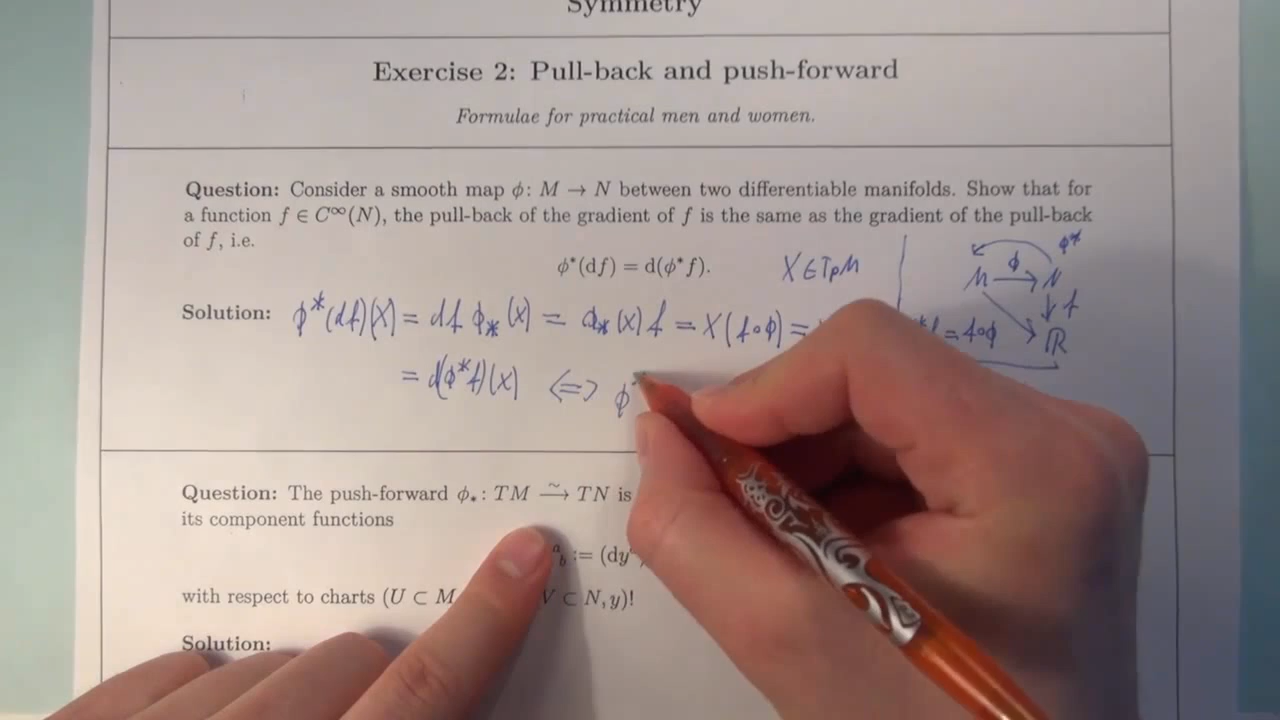 Symmetry
Exercise 2: Pull-back and push-forward
Formulae for practical men and women.
Question: Consider a smooth map ϕ: M → N between two differentiable manifolds. Show that for
a function f ∈ C∞(N), the pull-back of the gradient of f is the same as the gradient of the pull-back
of f, i.e.
ϕ*(df) = d(ϕ*f).
X ∈ TpM
ϕ*
M →ϕ N
↓ f
ℝ
Solution: ϕ*(df)(X) = df ϕ*(X) = ϕ*(X) f = X(f∘ϕ) =
= f∘ϕ
= d(ϕ*f)(X) ⟺ ϕ
Question: The push-forward ϕ*: TM ⥲ TN is
its component functions
a b := (dy
with respect to charts (U ⊂ M, V ⊂ N, y)!
Solution: